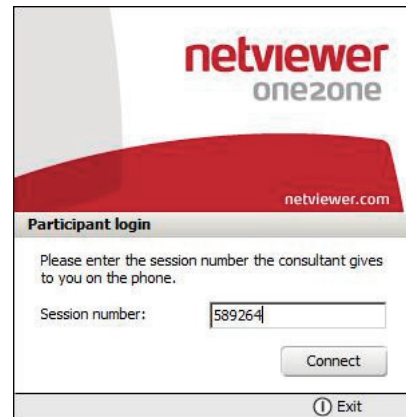 netviewer
one2one
netviewer.com
Participant login
Please enter the session number the consultant gives
to you on the phone.
Session number:
589264
Connect
Exit